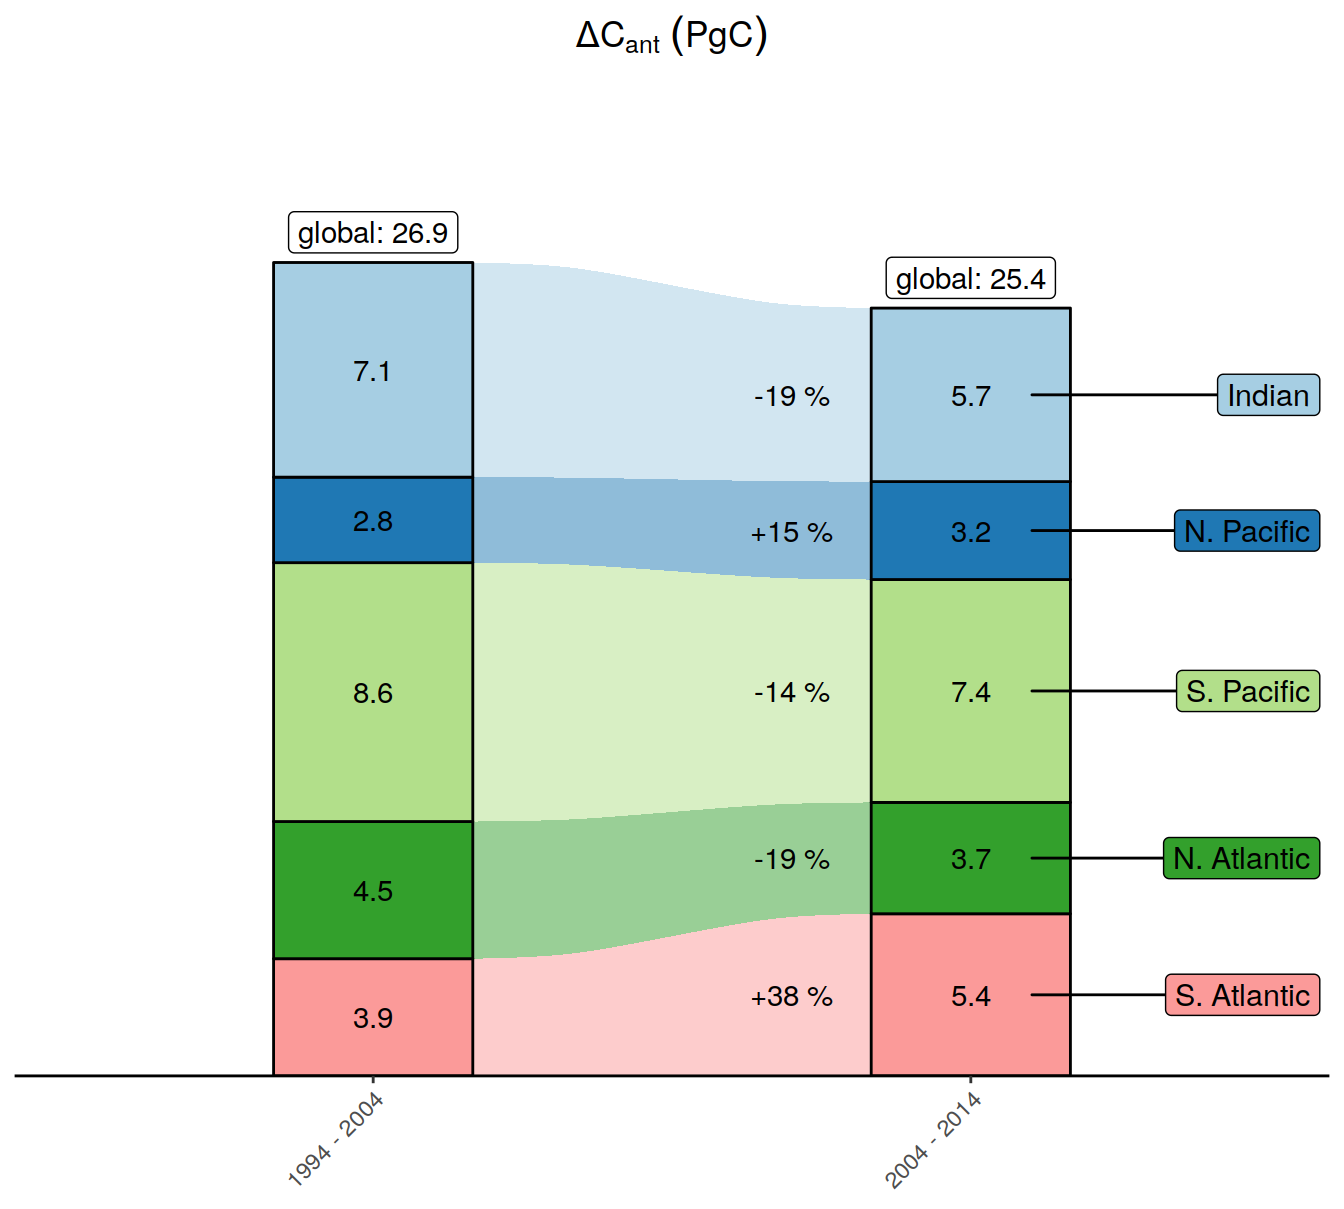 ΔCant (PgC)
global: 26.9
global: 25.4
7.1
-19 %
5.7
Indian
2.8
+15 %
3.2
N. Pacific
8.6
-14 %
7.4
S. Pacific
4.5
-19 %
3.7
N. Atlantic
3.9
+38 %
5.4
S. Atlantic
1994 - 2004
2004 - 2014